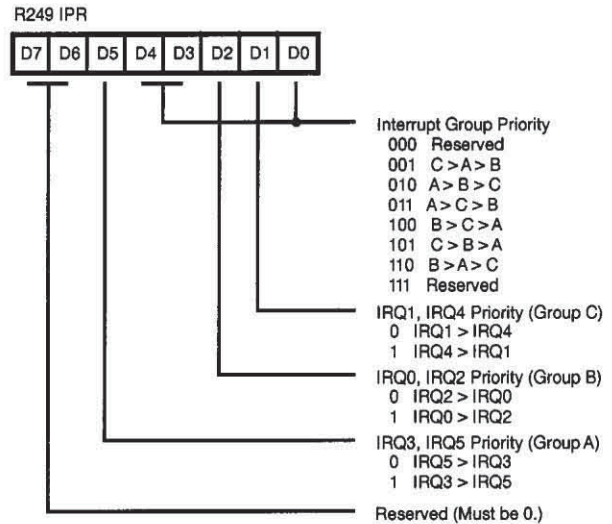 R249 IPR
D7 D6 D5 D4 D3 D2 D1 D0
Interrupt Group Priority
000 Reserved
001 C > A > B
010 A > B > C
011 A > C > B
100 B > C > A
101 C > B > A
110 B > A > C
111 Reserved
IRQ1, IRQ4 Priority (Group C)
0 IRQ1 > IRQ4
1 IRQ4 > IRQ1
IRQ0, IRQ2 Priority (Group B)
0 IRQ2 > IRQ0
1 IRQ0 > IRQ2
IRQ3, IRQ5 Priority (Group A)
0 IRQ5 > IRQ3
1 IRQ3 > IRQ5
Reserved (Must be 0.)